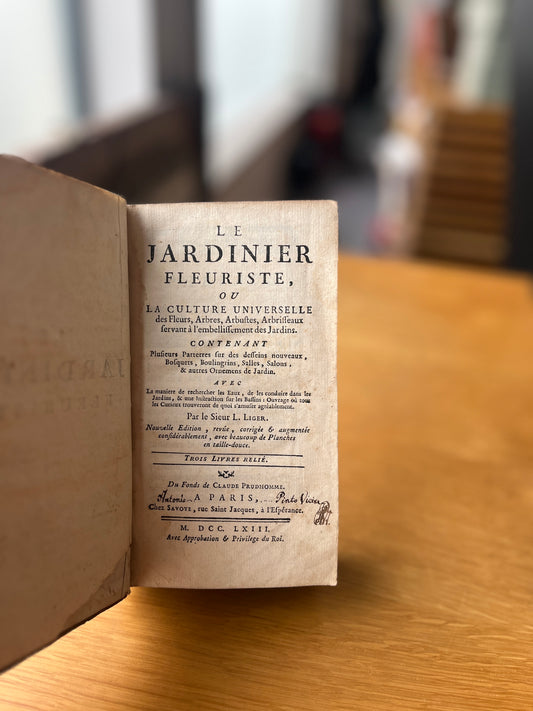 LE
JARDINIER
FLEURISTE,
OU
LA CULTURE UNIVERSELLE
des Fleurs, Arbres, Arbustes, Arbrisseaux
servant à l'embellissement des Jardins.
CONTENANT
Plusieurs Parterres sur des desseins nouveaux,
Bosquets, Boulingrins, Salles, Salons,
& autres Ornemens de Jardin.
AVEC
La maniere de rechercher les Eaux, de les conduire dans les
Jardins, & une Instruction sur les Bassins : Ouvrage où tous
les Curieux trouveront de quoi s'amuser agréablement.
Par le Sieur L. LIGER.
Nouvelle Edition, revûe, corrigée & augmentée
considérablement, avec beaucoup de Planches
en taille-douce.
TROIS LIVRES RELIÉ.
Du Fonds de CLAUDE PRUDHOMME.
Antonio A PARIS, Pinto
Chez SAVOYE, rue Saint Jacques, à l'Espérance.
M. DCC. LXIII.
Avec Approbation & Privilege du Roi.